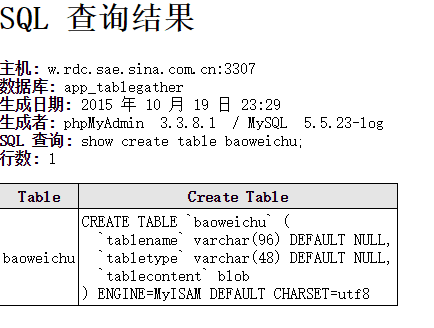 SQL 查询结果
主机: w.rdc.sae.sina.com.cn:3307
数据库: app_tablegather
生成日期: 2015 年 10 月 19 日 23:29
生成者: phpMyAdmin 3.3.8.1 / MySQL 5.5.23-log
SQL 查询: show create table baoweichu;
行数: 1
Table Create Table
baoweichu CREATE TABLE `baoweichu` (
`tablename` varchar(96) DEFAULT NULL,
`tabletype` varchar(48) DEFAULT NULL,
`tablecontent` blob
) ENGINE=MyISAM DEFAULT CHARSET=utf8